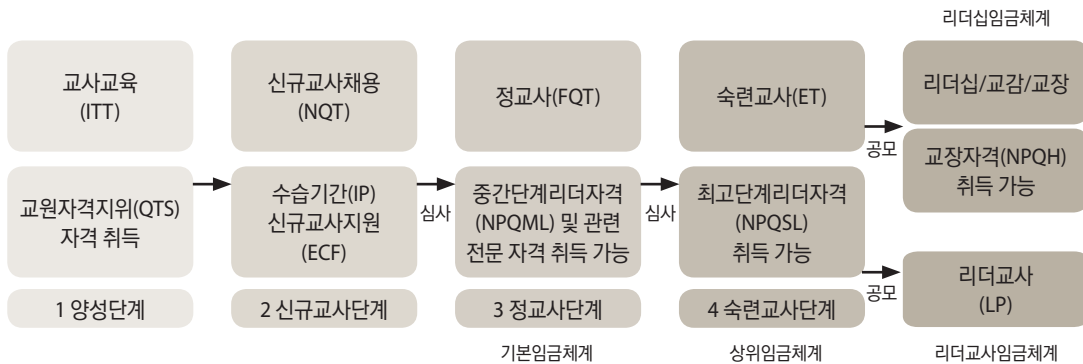 리더십임금체계
교사교육
(ITT)
신규교사채용
(NQT)
정교사(FQT)
숙련교사(ET)
리더십/교감/교장
공모
교원자격지위(QTS)
자격 취득
수습기간(IP)
신규교사지원
(ECF)
심사
중간단계리더자격
(NPQML) 및 관련
전문 자격 취득 가능
심사
최고단계리더자격
(NPQSL)
취득 가능
교장자격(NPQH)
취득 가능
공모
리더교사
(LP)
1 양성단계
2 신규교사단계
3 정교사단계
4 숙련교사단계
기본임금체계
상위임금체계
리더교사임금체계